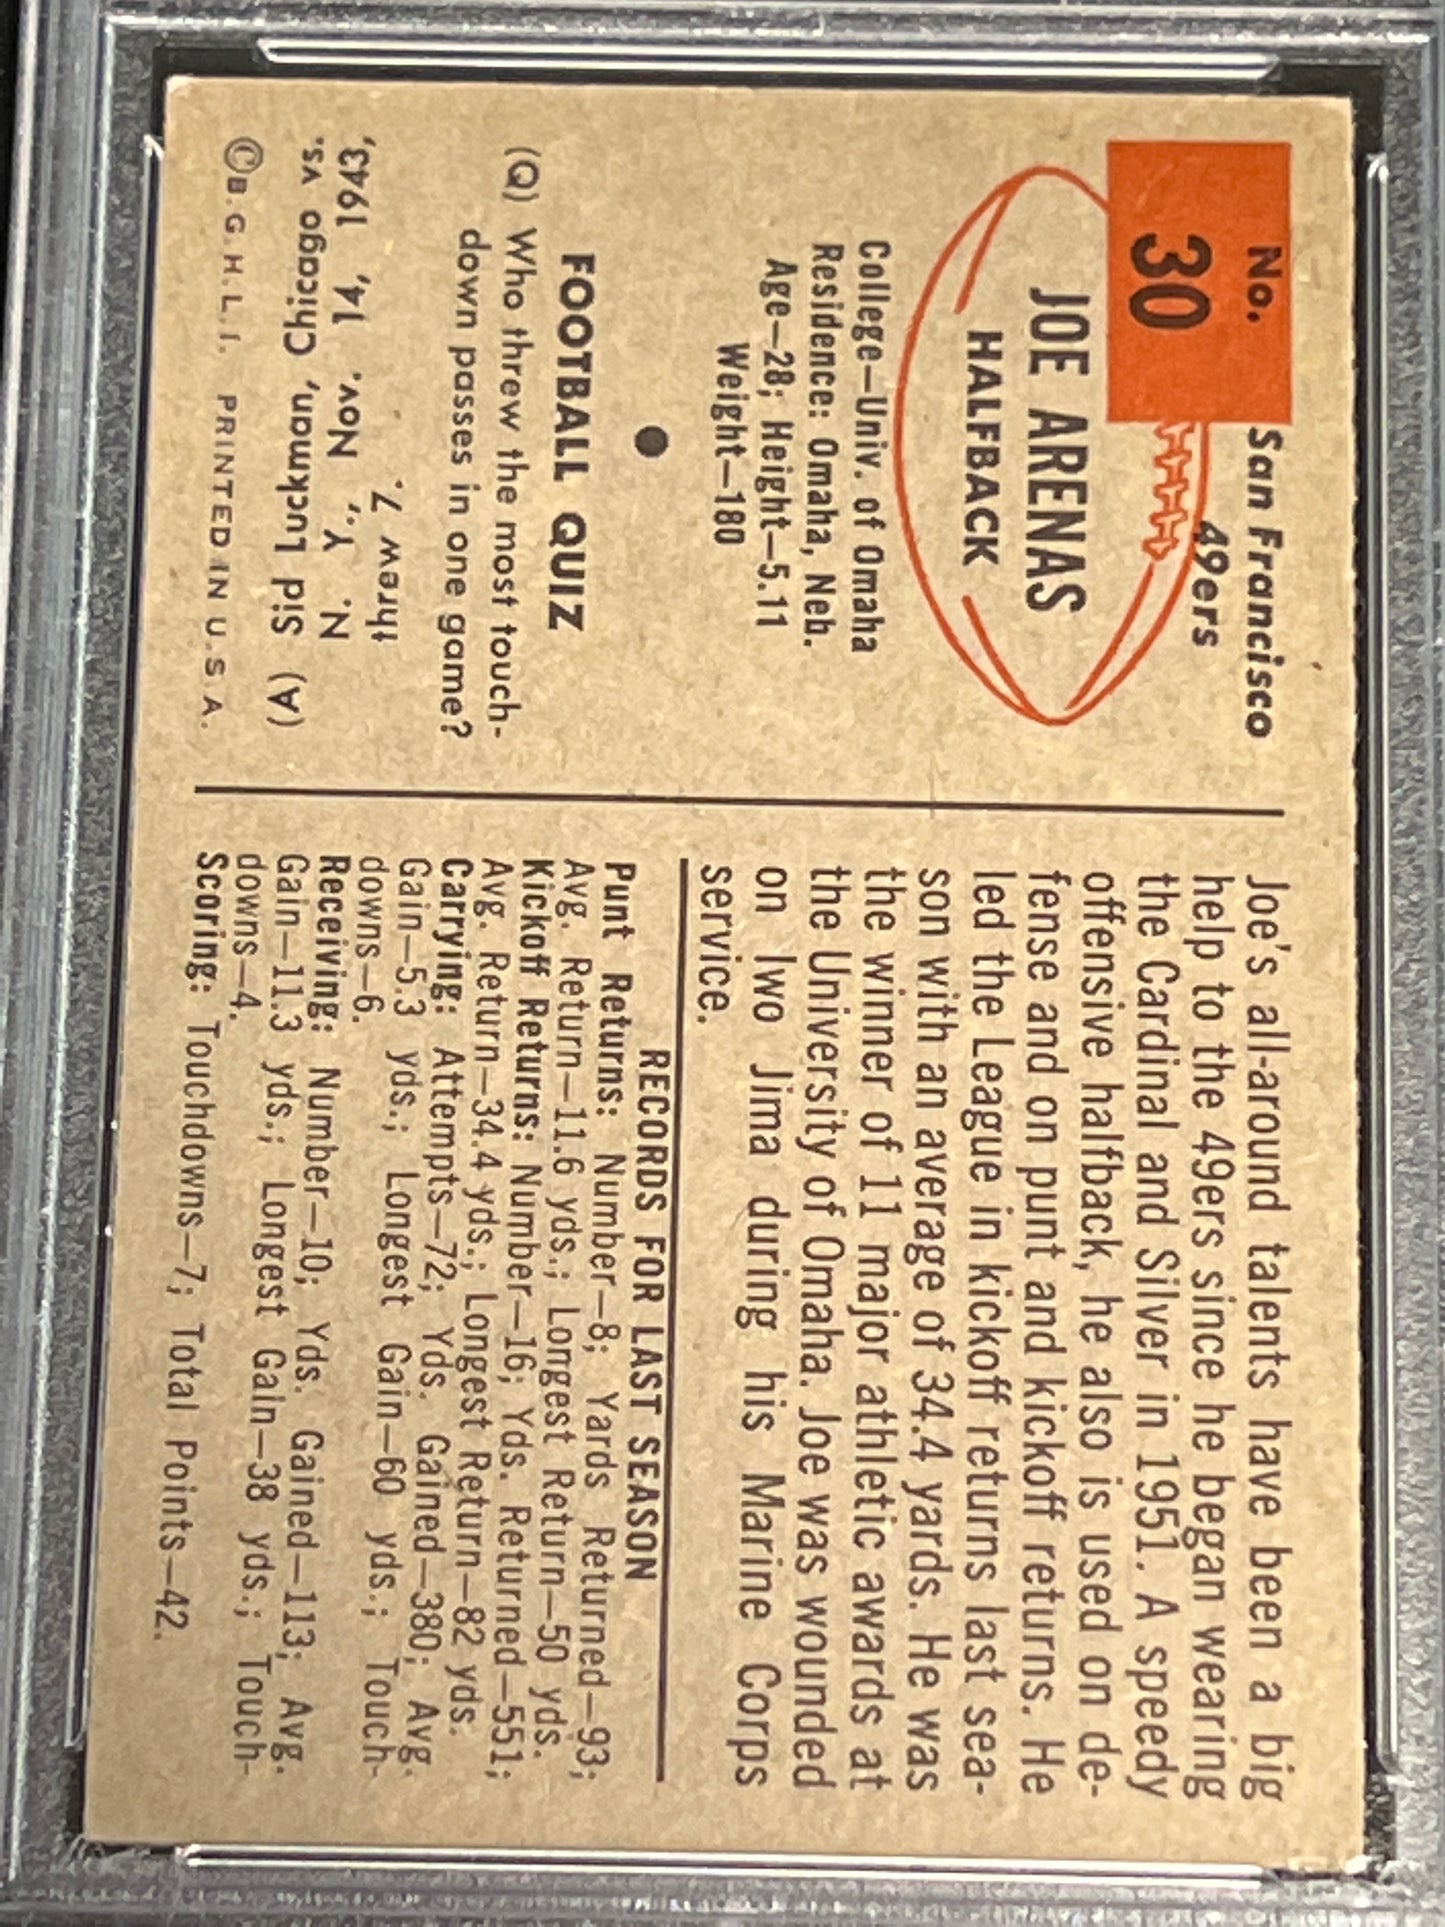 No.
30
San Francisco
49ers
JOE ARENAS
HALFBACK
College—Univ. of Omaha
Residence: Omaha, Neb.
Age—28; Height—5.11
Weight—180
FOOTBALL QUIZ
(Q) Who threw the most touch-
down passes in one game?
(A) Sid Luckman, Chicago vs.
N. Y., Nov. 14, 1943,
threw 7.
©B.G.H.L.I. PRINTED IN U.S.A.
Joe's all-around talents have been a big
help to the 49ers since he began wearing
the Cardinal and Silver in 1951. A speedy
offensive halfback, he also is used on de-
fense and on punt and kickoff returns. He
led the League in kickoff returns last sea-
son with an average of 34.4 yards. He was
the winner of 11 major athletic awards at
the University of Omaha. Joe was wounded
on Iwo Jima during his Marine Corps
service.
RECORDS FOR LAST SEASON
Punt Returns: Number—8; Yards Returned—93;
Avg. Return—11.6 yds.; Longest Return—50 yds.
Kickoff Returns: Number—16; Yds. Returned—551;
Avg. Return—34.4 yds.; Longest Return—82 yds.
Carrying: Attempts—72; Yds. Gained—380; Avg.
Gain—5.3 yds.; Longest Gain—60 yds.; Touch-
downs—6.
Receiving: Number—10; Yds. Gained—113; Avg.
Gain—11.3 yds.; Longest Gain—38 yds.; Touch-
downs—4.
Scoring: Touchdowns—7; Total Points—42.